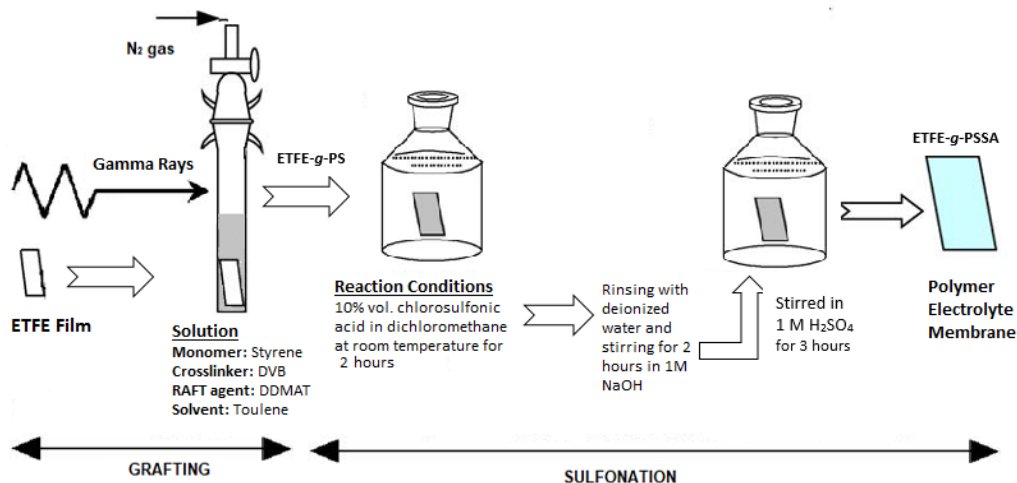 N₂ gas
Gamma Rays
ETFE Film
Solution
Monomer: Styrene
Crosslinker: DVB
RAFT agent: DDMAT
Solvent: Toulene
ETFE-g-PS
Reaction Conditions
10% vol. chlorosulfonic
acid in dichloromethane
at room temperature for
2 hours
Rinsing with
deionized
water and
stirring for 2
hours in 1M
NaOH
Stirred in
1 M H₂SO₄
for 3 hours
ETFE-g-PSSA
Polymer
Electrolyte
Membrane
GRAFTING
SULFONATION